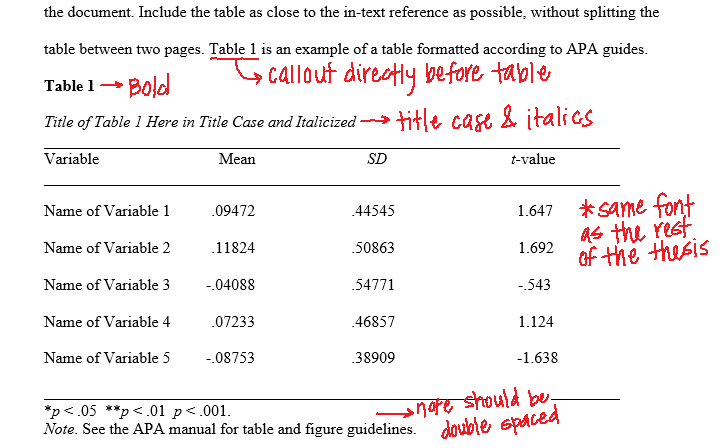 the document. Include the table as close to the in-text reference as possible, without splitting the
table between two pages. Table 1 is an example of a table formatted according to APA guides.
callout directly before table
Table 1 → Bold
Title of Table 1 Here in Title Case and Italicized → title case & italics
Variable Mean SD t-value
Name of Variable 1 .09472 .44545 1.647
Name of Variable 2 .11824 .50863 1.692
Name of Variable 3 -.04088 .54771 -.543
Name of Variable 4 .07233 .46857 1.124
Name of Variable 5 -.08753 .38909 -1.638
*same font
as the rest
of the thesis
*p < .05 **p < .01 p < .001.
Note. See the APA manual for table and figure guidelines.
→ note should be
double spaced